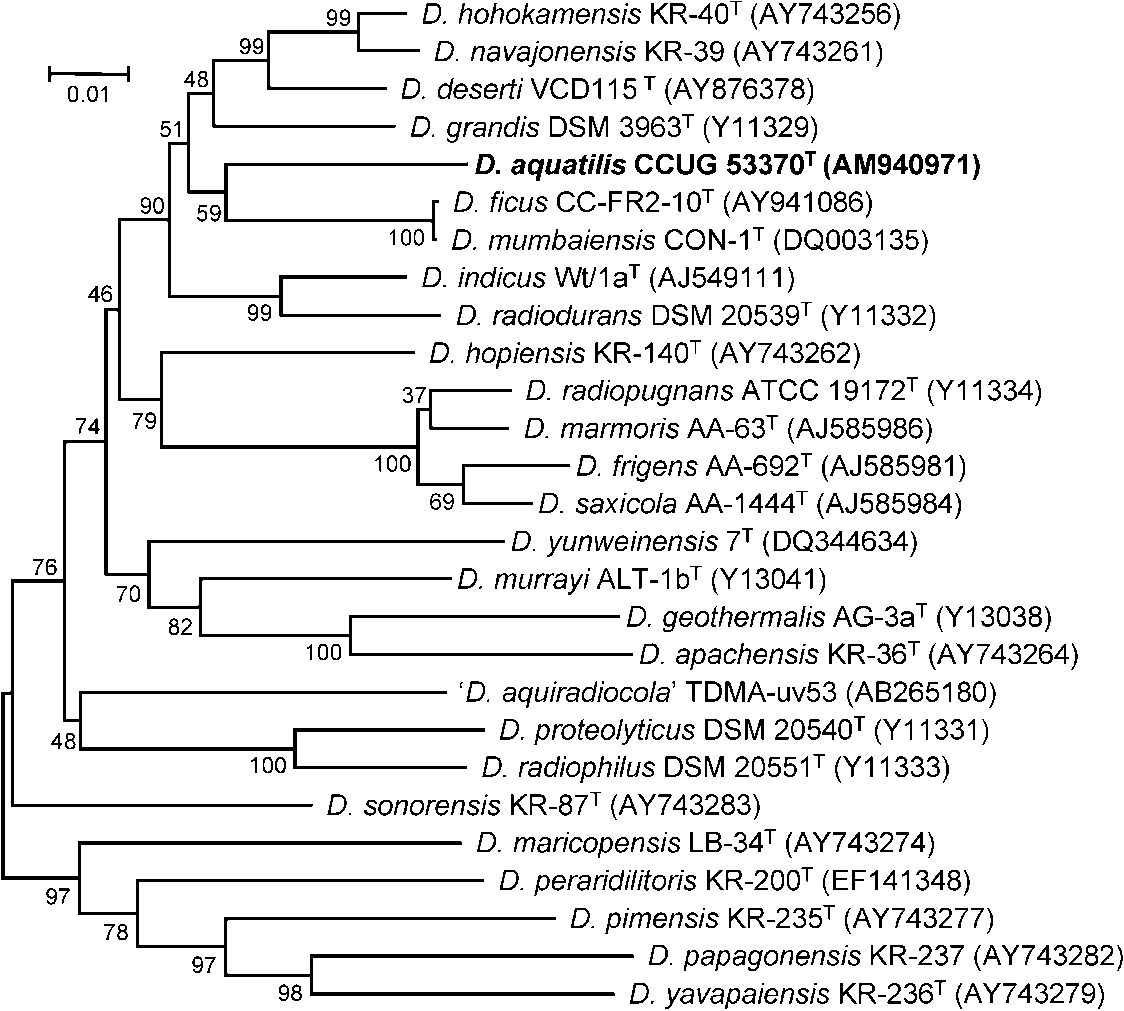 99 D. hohokamensis KR-40ᵀ (AY743256)
99 D. navajonensis KR-39 (AY743261)
0.01
48 D. deserti VCD115 ᵀ (AY876378)
51 D. grandis DSM 3963ᵀ (Y11329)
D. aquatilis CCUG 53370ᵀ (AM940971)
90 59 D. ficus CC-FR2-10ᵀ (AY941086)
100 D. mumbaiensis CON-1ᵀ (DQ003135)
46 D. indicus Wt/1aᵀ (AJ549111)
99 D. radiodurans DSM 20539ᵀ (Y11332)
D. hopiensis KR-140ᵀ (AY743262)
37 D. radiopugnans ATCC 19172ᵀ (Y11334)
74 79 D. marmoris AA-63ᵀ (AJ585986)
100 D. frigens AA-692ᵀ (AJ585981)
69 D. saxicola AA-1444ᵀ (AJ585984)
D. yunweinensis 7ᵀ (DQ344634)
76 70 D. murrayi ALT-1bᵀ (Y13041)
82 D. geothermalis AG-3aᵀ (Y13038)
100 D. apachensis KR-36ᵀ (AY743264)
‘D. aquiradiocola’ TDMA-uv53 (AB265180)
48 D. proteolyticus DSM 20540ᵀ (Y11331)
100 D. radiophilus DSM 20551ᵀ (Y11333)
D. sonorensis KR-87ᵀ (AY743283)
D. maricopensis LB-34ᵀ (AY743274)
97 D. peraridilitoris KR-200ᵀ (EF141348)
78 D. pimensis KR-235ᵀ (AY743277)
97 D. papagonensis KR-237 (AY743282)
98 D. yavapaiensis KR-236ᵀ (AY743279)